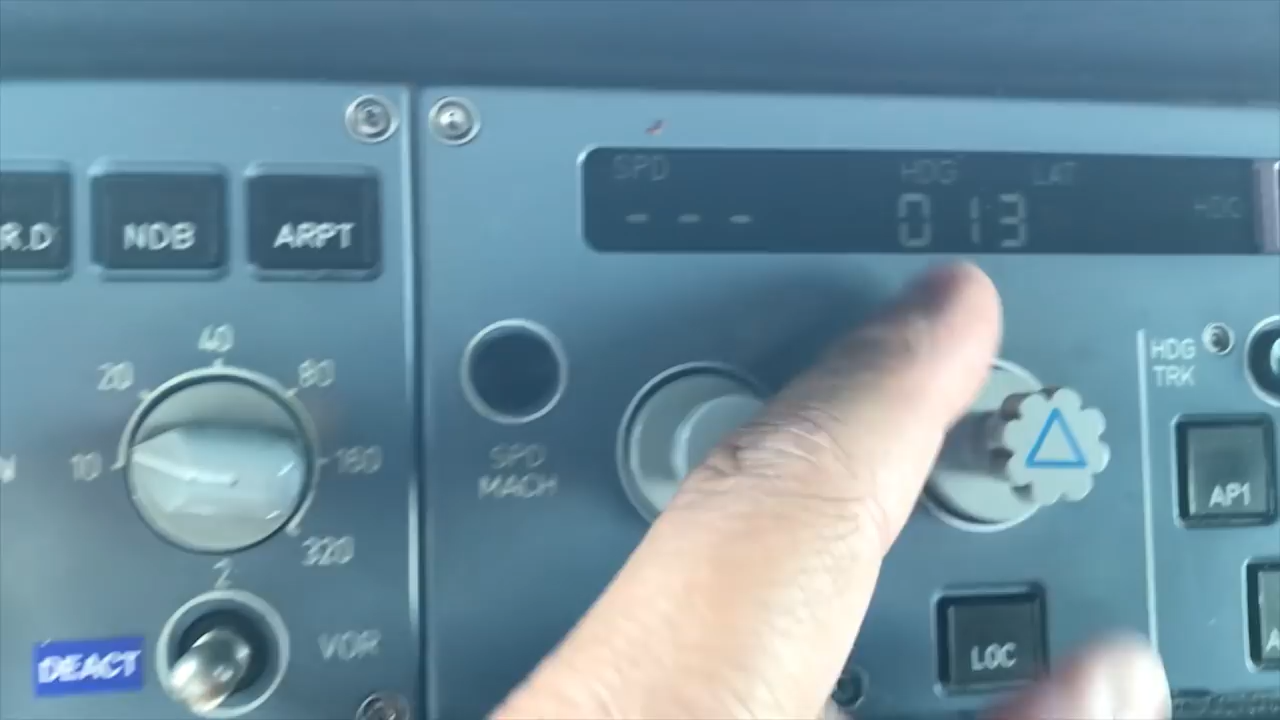 SPD HDG LAT
--- 013 HDG
R.D NDB ARPT
10 20 40 80 160 320
SPD
MACH
HDG
TRK
AP1
2
DEACT
VOR
LOC